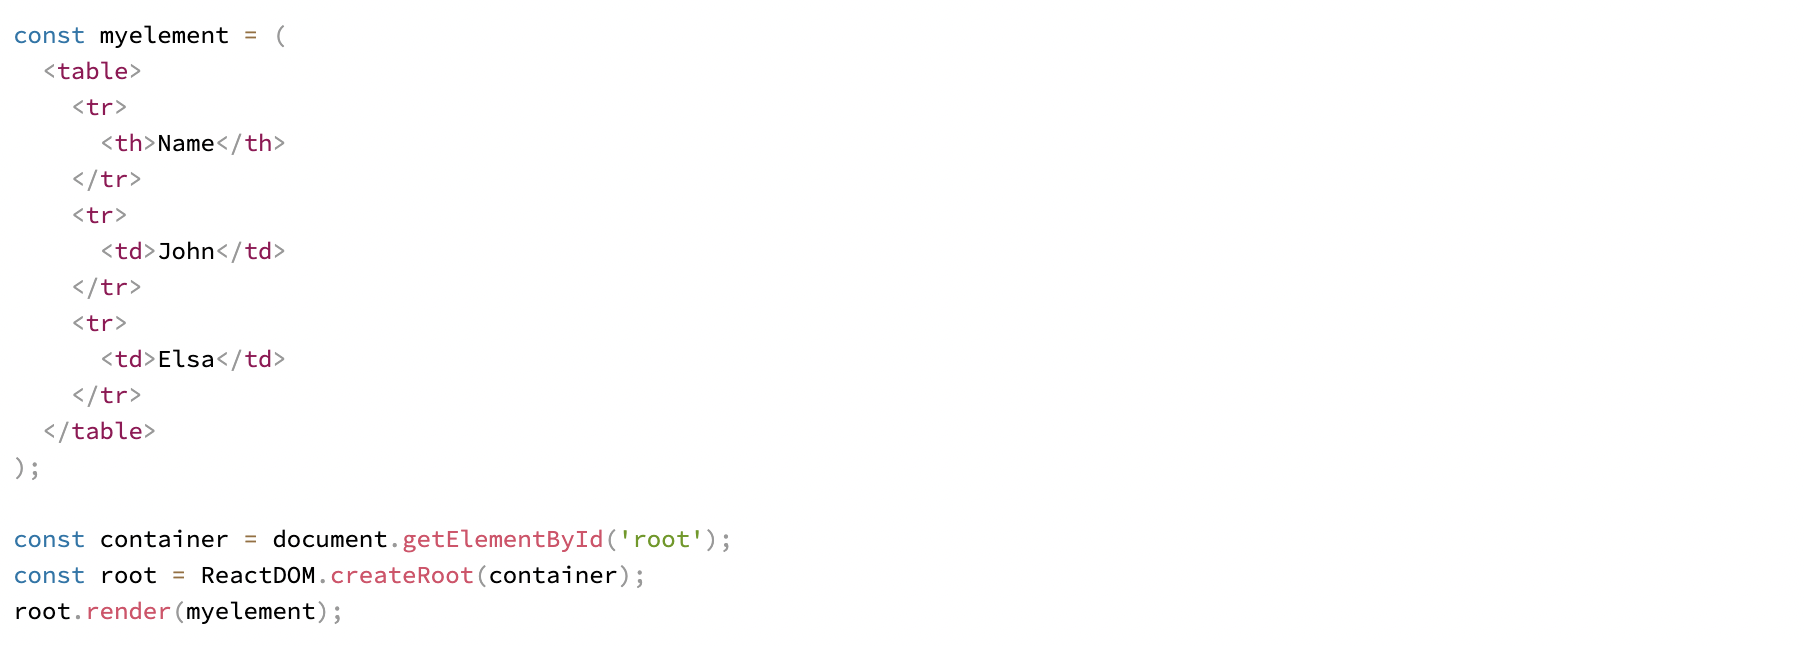 const myelement = (
  <table>
    <tr>
      <th>Name</th>
    </tr>
    <tr>
      <td>John</td>
    </tr>
    <tr>
      <td>Elsa</td>
    </tr>
  </table>
);

const container = document.getElementById('root');
const root = ReactDOM.createRoot(container);
root.render(myelement);